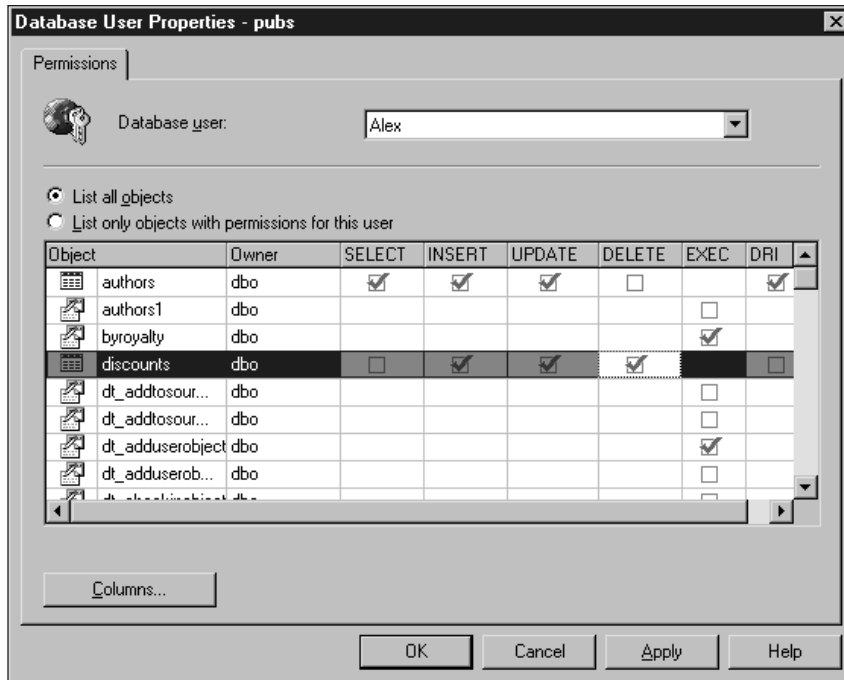 Database User Properties - pubs
Permissions
Database user: Alex
List all objects
List only objects with permissions for this user
Object Owner SELECT INSERT UPDATE DELETE EXEC DRI
authors dbo
authors1 dbo
byroyalty dbo
discounts dbo
dt_addtosour... dbo
dt_addtosour... dbo
dt_adduserobject dbo
dt_adduserob... dbo
Columns...
OK Cancel Apply Help